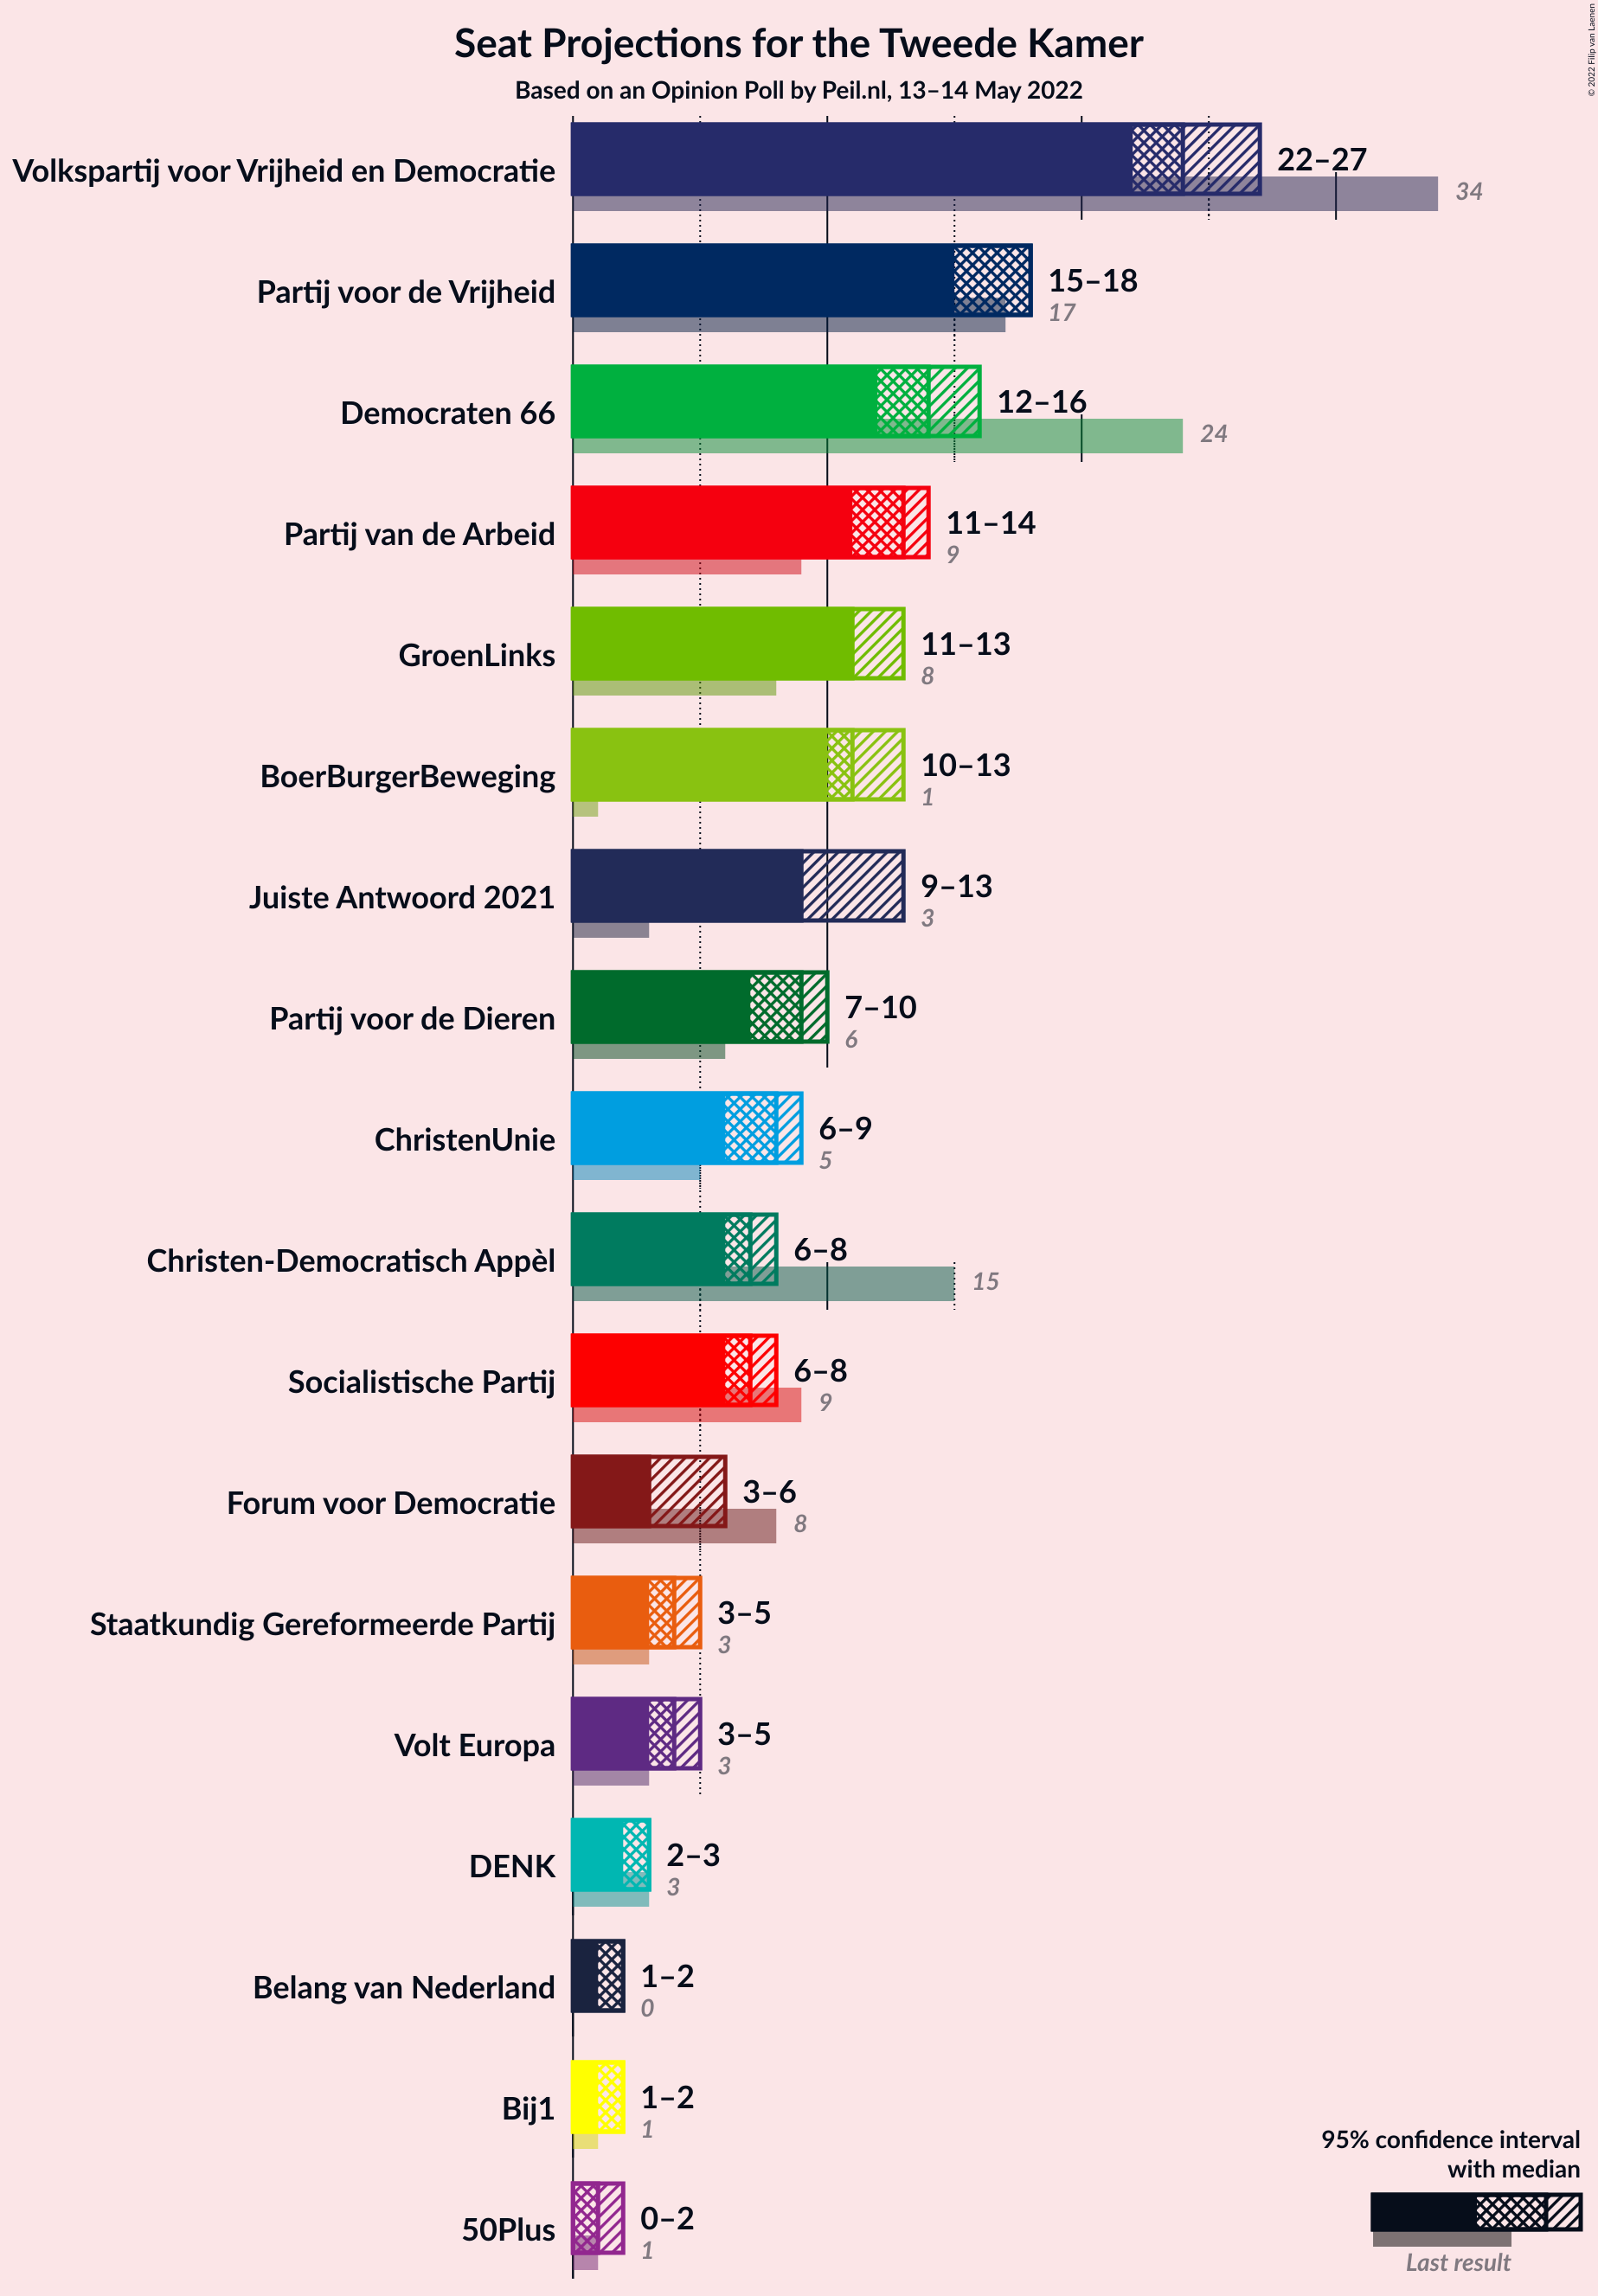 Seat Projections for the Tweede Kamer
Based on an Opinion Poll by Peil.nl, 13–14 May 2022
© 2022 Filip van Laenen
Volkspartij voor Vrijheid en Democratie
22–27
34
Partij voor de Vrijheid
15–18
17
Democraten 66
12–16
24
Partij van de Arbeid
11–14
9
GroenLinks
11–13
8
BoerBurgerBeweging
10–13
1
Juiste Antwoord 2021
9–13
3
Partij voor de Dieren
7–10
6
ChristenUnie
6–9
5
Christen-Democratisch Appèl
6–8
15
Socialistische Partij
6–8
9
Forum voor Democratie
3–6
8
Staatkundig Gereformeerde Partij
3–5
3
Volt Europa
3–5
3
DENK
2–3
3
Belang van Nederland
1–2
0
Bij1
1–2
1
50Plus
0–2
1
95% confidence interval
with median
Last result